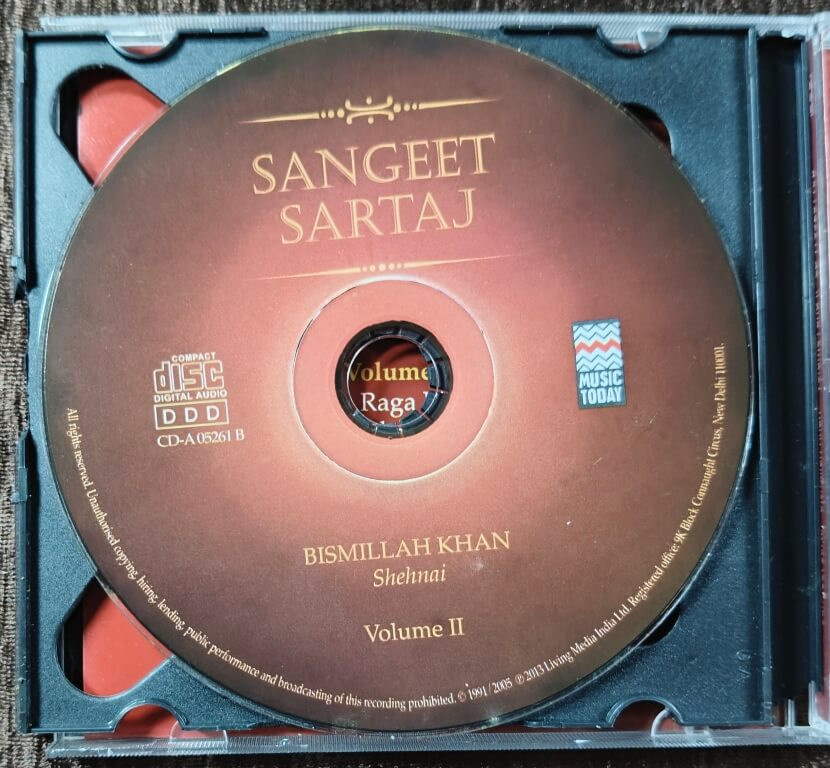 SANGEET
SARTAJ
COMPACT
disc
DIGITAL AUDIO
DDD
CD-A 05261 B
MUSIC
TODAY
Volume
Raga
BISMILLAH KHAN
Shehnai
Volume II
All rights reserved. Unauthorised copying, hiring, lending, public performance and broadcasting of this recording prohibited. © 1991 / 2005 ℗ 2013 Living Media India Ltd. Registered office: 9K Block Connaught Circus, New Delhi 110001.